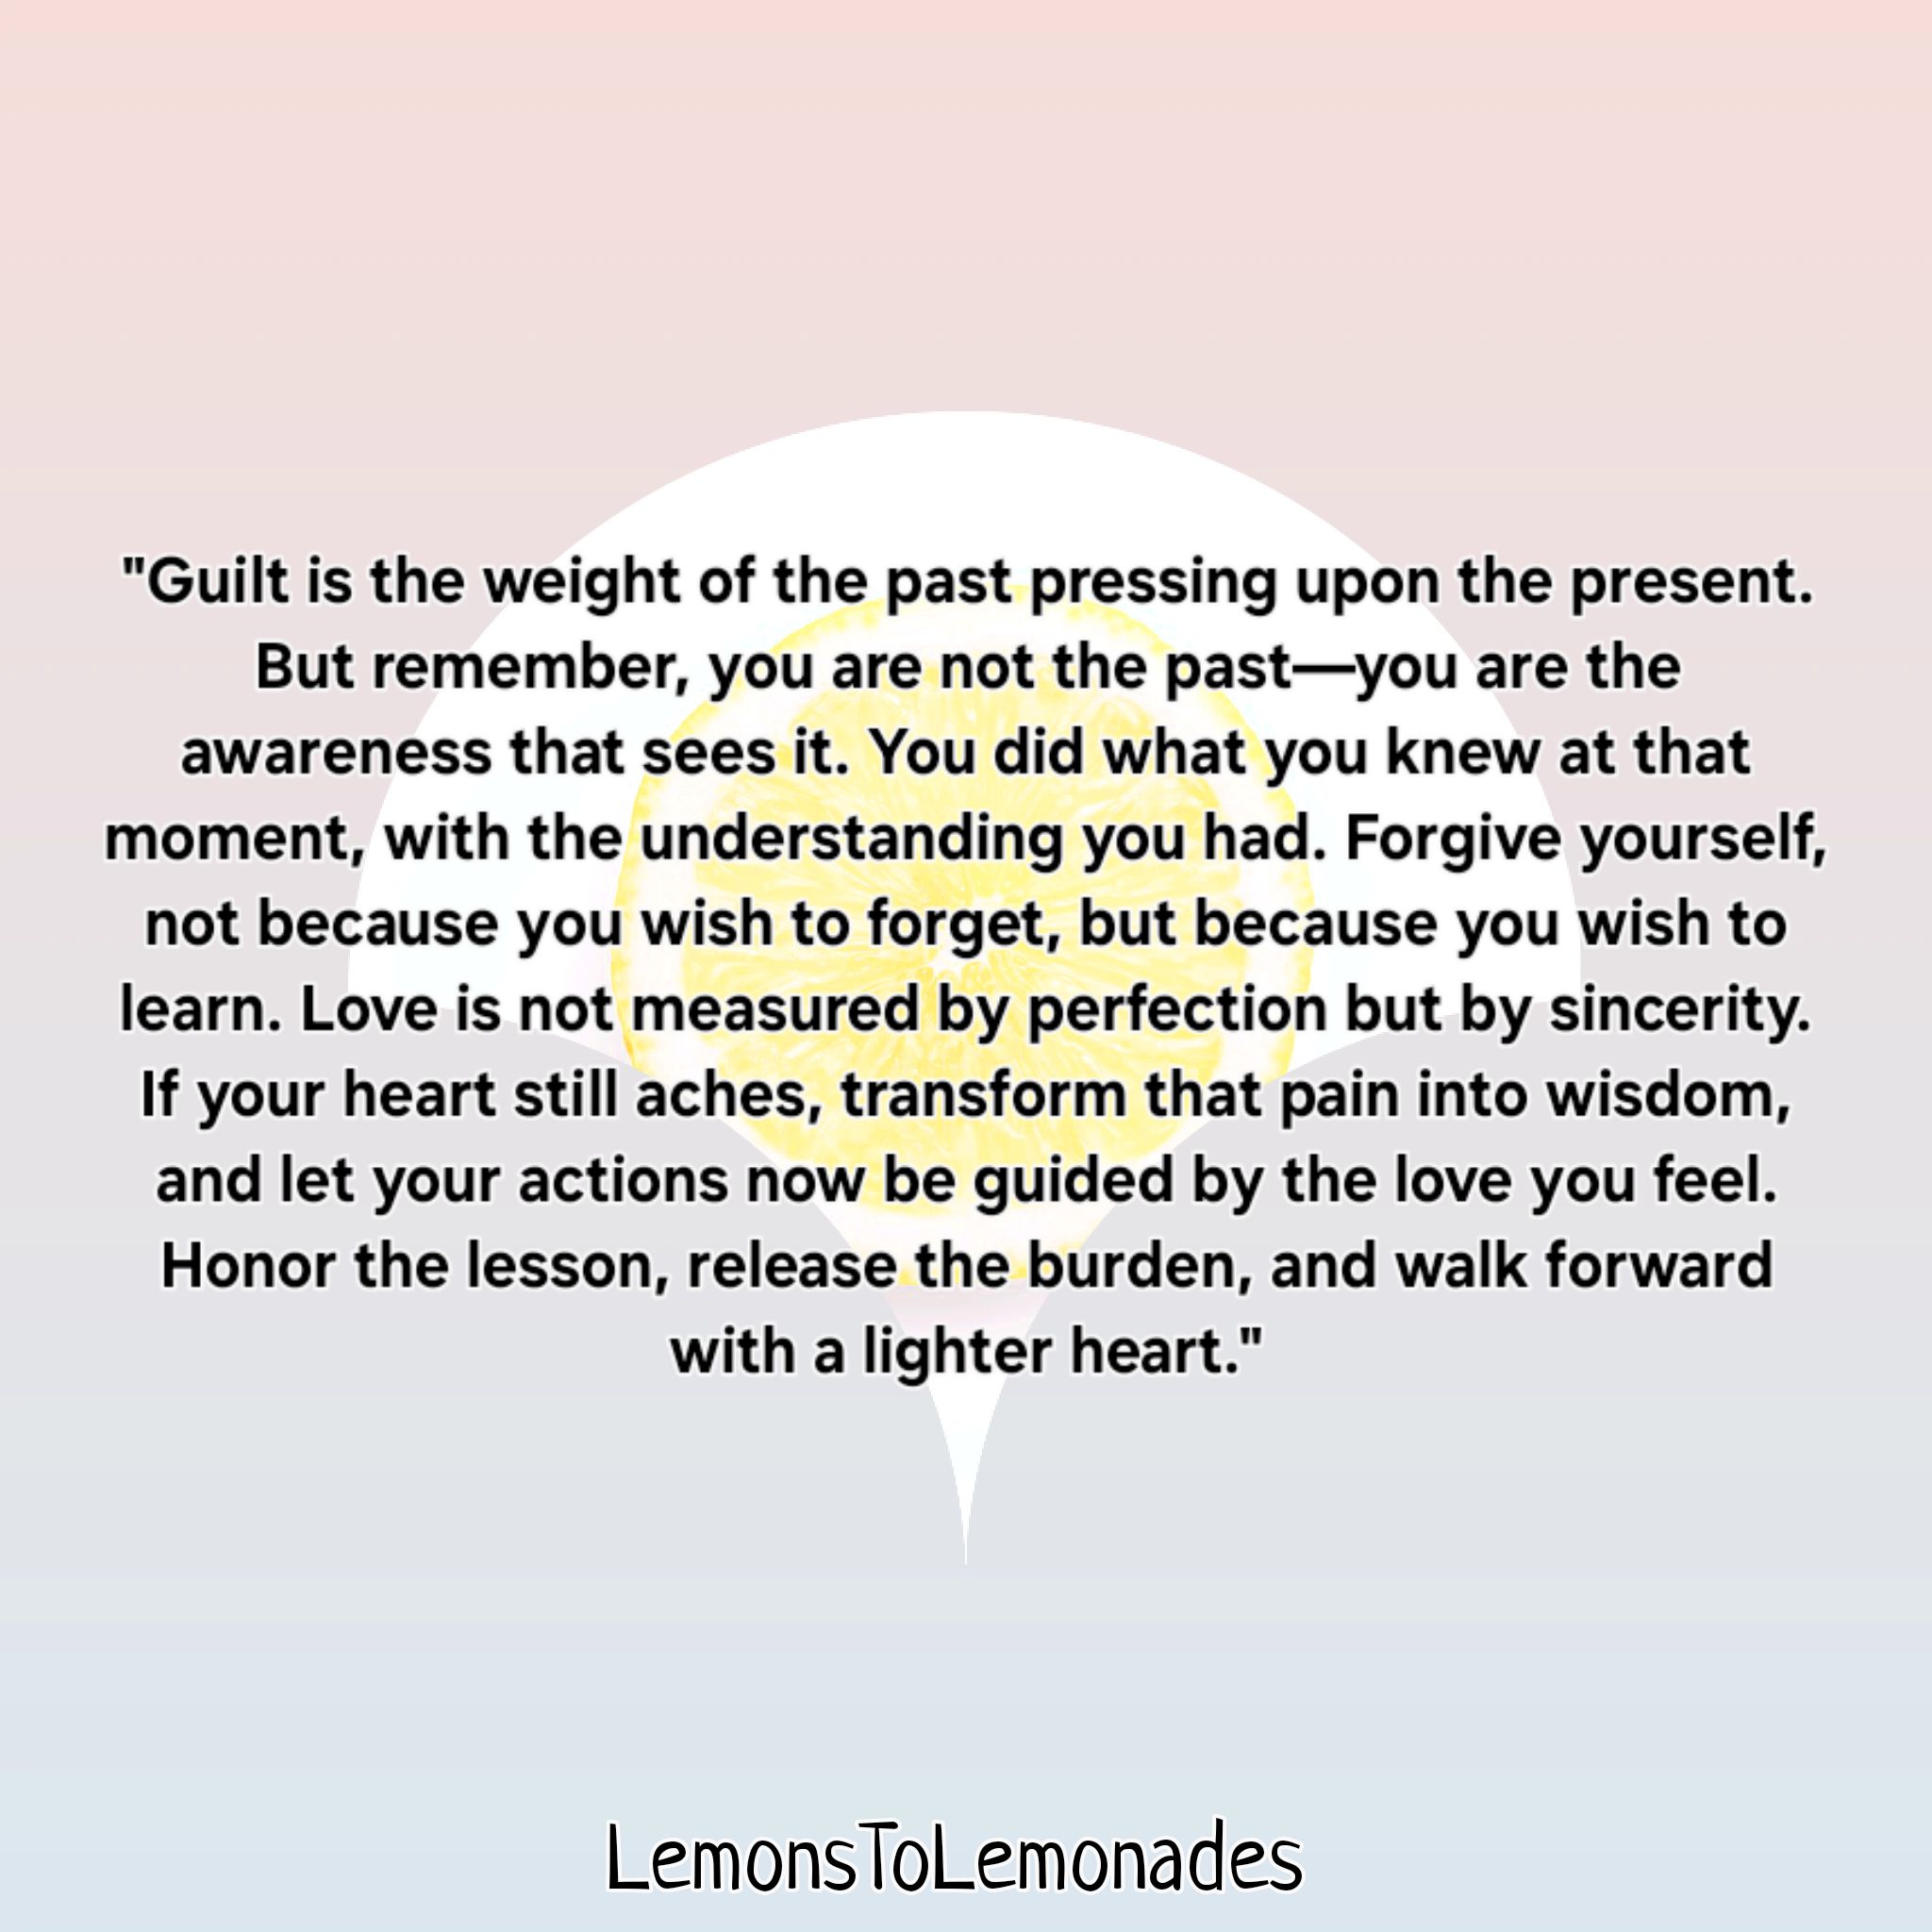 "Guilt is the weight of the past pressing upon the present.
But remember, you are not the past—you are the
awareness that sees it. You did what you knew at that
moment, with the understanding you had. Forgive yourself,
not because you wish to forget, but because you wish to
learn. Love is not measured by perfection but by sincerity.
If your heart still aches, transform that pain into wisdom,
and let your actions now be guided by the love you feel.
Honor the lesson, release the burden, and walk forward
with a lighter heart."
LemonsToLemonades